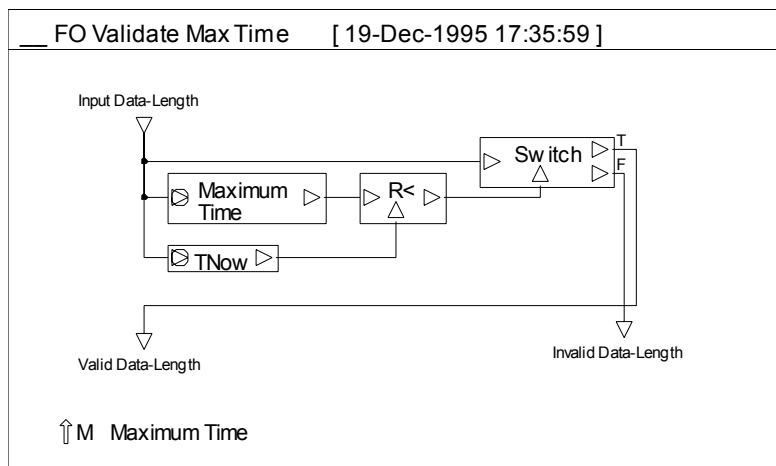 __ FO Validate Max Time [ 19-Dec-1995 17:35:59 ]
Input Data-Length
T
Switch
F
Maximum
Time
R<
TNow
Valid Data-Length
Invalid Data-Length
⇧M Maximum Time